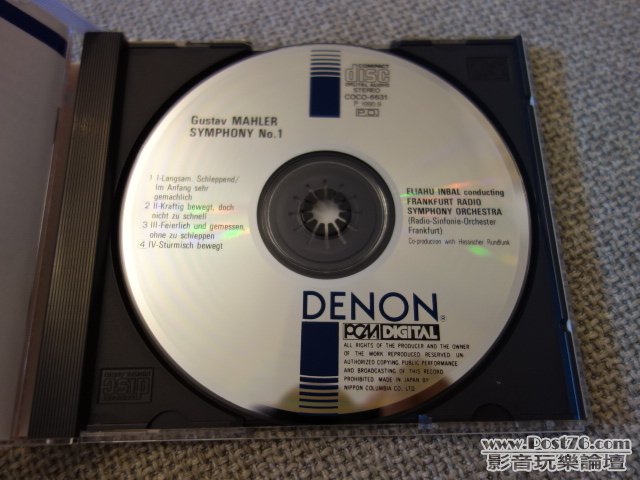 COMPACT
disc
DIGITAL AUDIO
STEREO
COCO-6631
P 1990.9
P.D.
Gustav MAHLER
SYMPHONY No.1
1 I-Langsam. Schleppend/
Im Anfang sehr
gemächlich
2 II-Kräftig bewegt, doch
nicht zu schnell
3 III-Feierlich und gemessen,
ohne zu schleppen
4 IV-Stürmisch bewegt
ELIAHU INBAL conducting
FRANKFURT RADIO
SYMPHONY ORCHESTRA
(Radio-Sinfonie-Orchester
Frankfurt)
Co-production with Hessischer Rundfunk
DENON®
PCM DIGITAL
ALL RIGHTS OF THE PRODUCER AND THE OWNER
OF THE WORK REPRODUCED RESERVED. UN-
AUTHORIZED COPYING, PUBLIC PERFORMANCE
AND BROADCASTING OF THIS RECORD
PROHIBITED. MADE IN JAPAN BY
NIPPON COLUMBIA CO., LTD.
disc
www.Post76.com
影音玩樂論壇